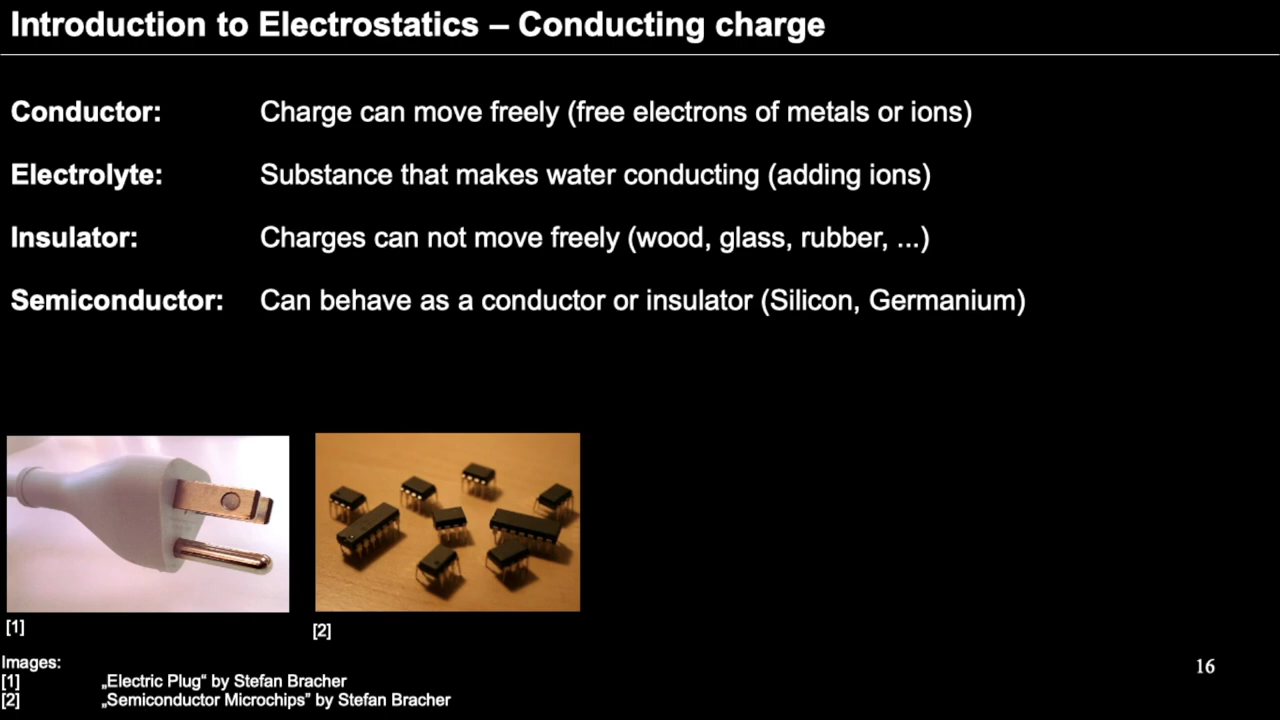 Introduction to Electrostatics – Conducting charge
Conductor: Charge can move freely (free electrons of metals or ions)
Electrolyte: Substance that makes water conducting (adding ions)
Insulator: Charges can not move freely (wood, glass, rubber, ...)
Semiconductor: Can behave as a conductor or insulator (Silicon, Germanium)
[1]
[2]
Images:
[1] „Electric Plug“ by Stefan Bracher
[2] „Semiconductor Microchips” by Stefan Bracher
16